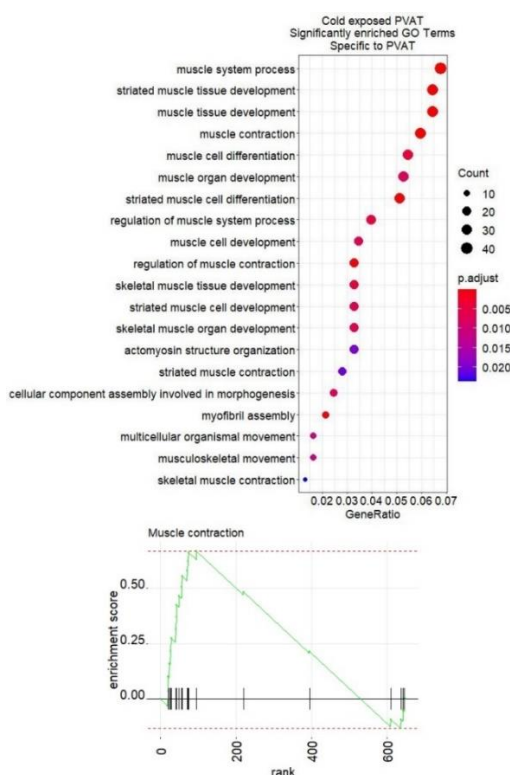 Cold exposed PVAT
Significantly enriched GO Terms
Specific to PVAT
muscle system process
striated muscle tissue development
muscle tissue development
muscle contraction
muscle cell differentiation
muscle organ development
striated muscle cell differentiation
regulation of muscle system process
muscle cell development
regulation of muscle contraction
skeletal muscle tissue development
striated muscle cell development
skeletal muscle organ development
actomyosin structure organization
striated muscle contraction
cellular component assembly involved in morphogenesis
myofibril assembly
multicellular organismal movement
musculoskeletal movement
skeletal muscle contraction
0.02 0.03 0.04 0.05 0.06 0.07
GeneRatio
Count
10
20
30
40
p.adjust
0.005
0.010
0.015
0.020
Muscle contraction
enrichment score
0.50
0.25
0.00
0 200 400 600
rank